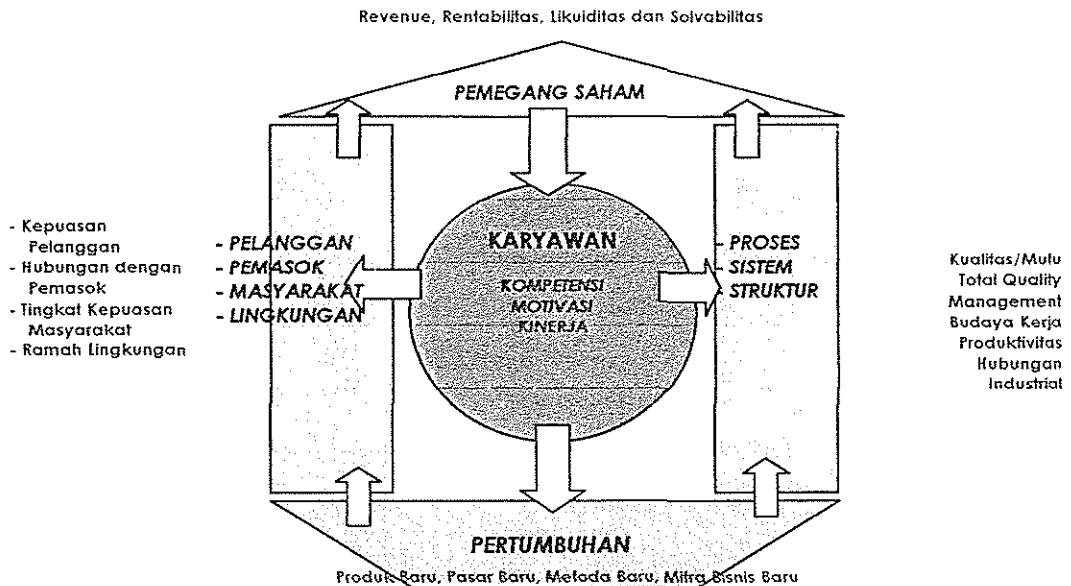 Revenue, Rentabilitas, Likuiditas dan Solvabilitas
PEMEGANG SAHAM
- Kepuasan
Pelanggan
- Hubungan dengan
Pemasok
- Tingkat Kepuasan
Masyarakat
- Ramah Lingkungan
- PELANGGAN
- PEMASOK
- MASYARAKAT
- LINGKUNGAN
KARYAWAN
KOMPETENSI
MOTIVASI
KINERJA
- PROSES
- SISTEM
STRUKTUR
Kualitas/Mutu
Total Quality
Management
Budaya Kerja
Produktivitas
Hubungan
Industrial
PERTUMBUHAN
Produk Baru, Pasar Baru, Metoda Baru, Mitra Bisnis Baru